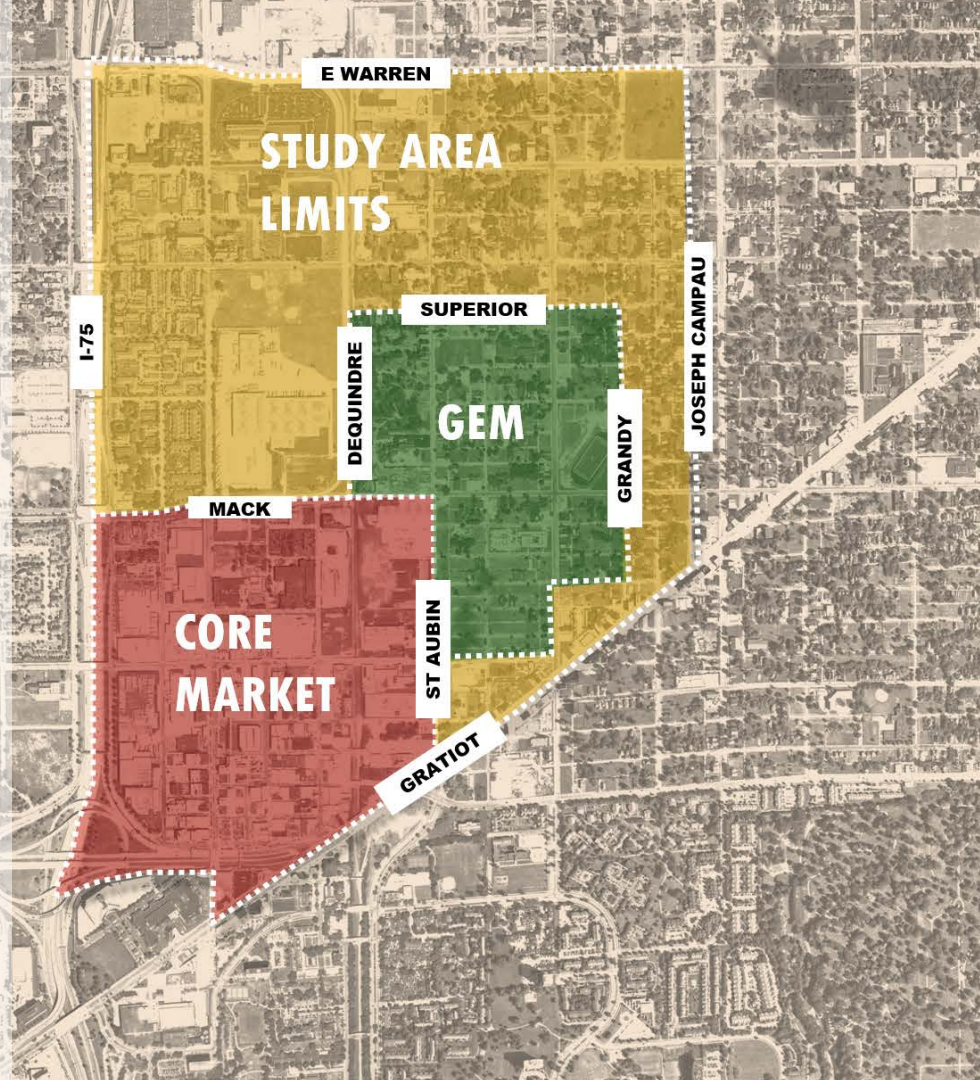 E WARREN
STUDY AREA
LIMITS
I-75
SUPERIOR
DEQUINDRE
JOSEPH CAMPAU
GEM
GRANDY
MACK
CORE
MARKET
ST AUBIN
GRATIOT